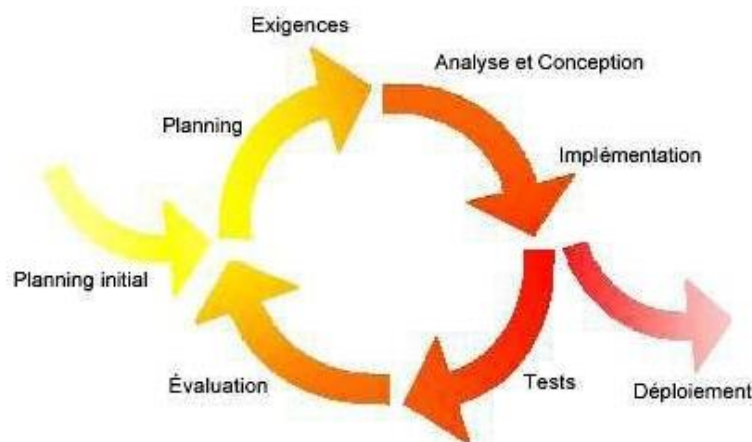 Exigences
Analyse et Conception
Planning
Implémentation
Planning initial
Évaluation
Tests
Déploiement